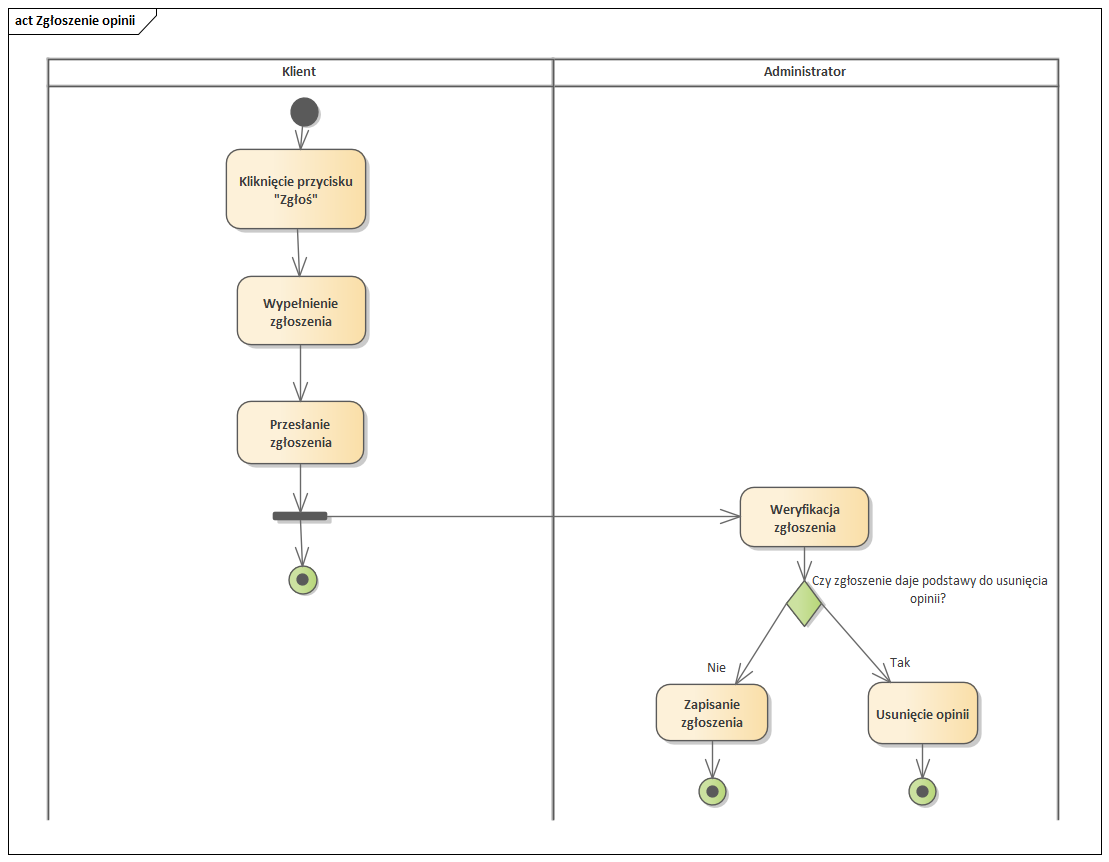 act Zgłoszenie opinii
Klient
Administrator
Kliknięcie przycisku
"Zgłoś"
Wypełnienie
zgłoszenia
Przesłanie
zgłoszenia
Weryfikacja
zgłoszenia
Czy zgłoszenie daje podstawy do usunięcia
opinii?
Nie
Tak
Zapisanie
zgłoszenia
Usunięcie opinii